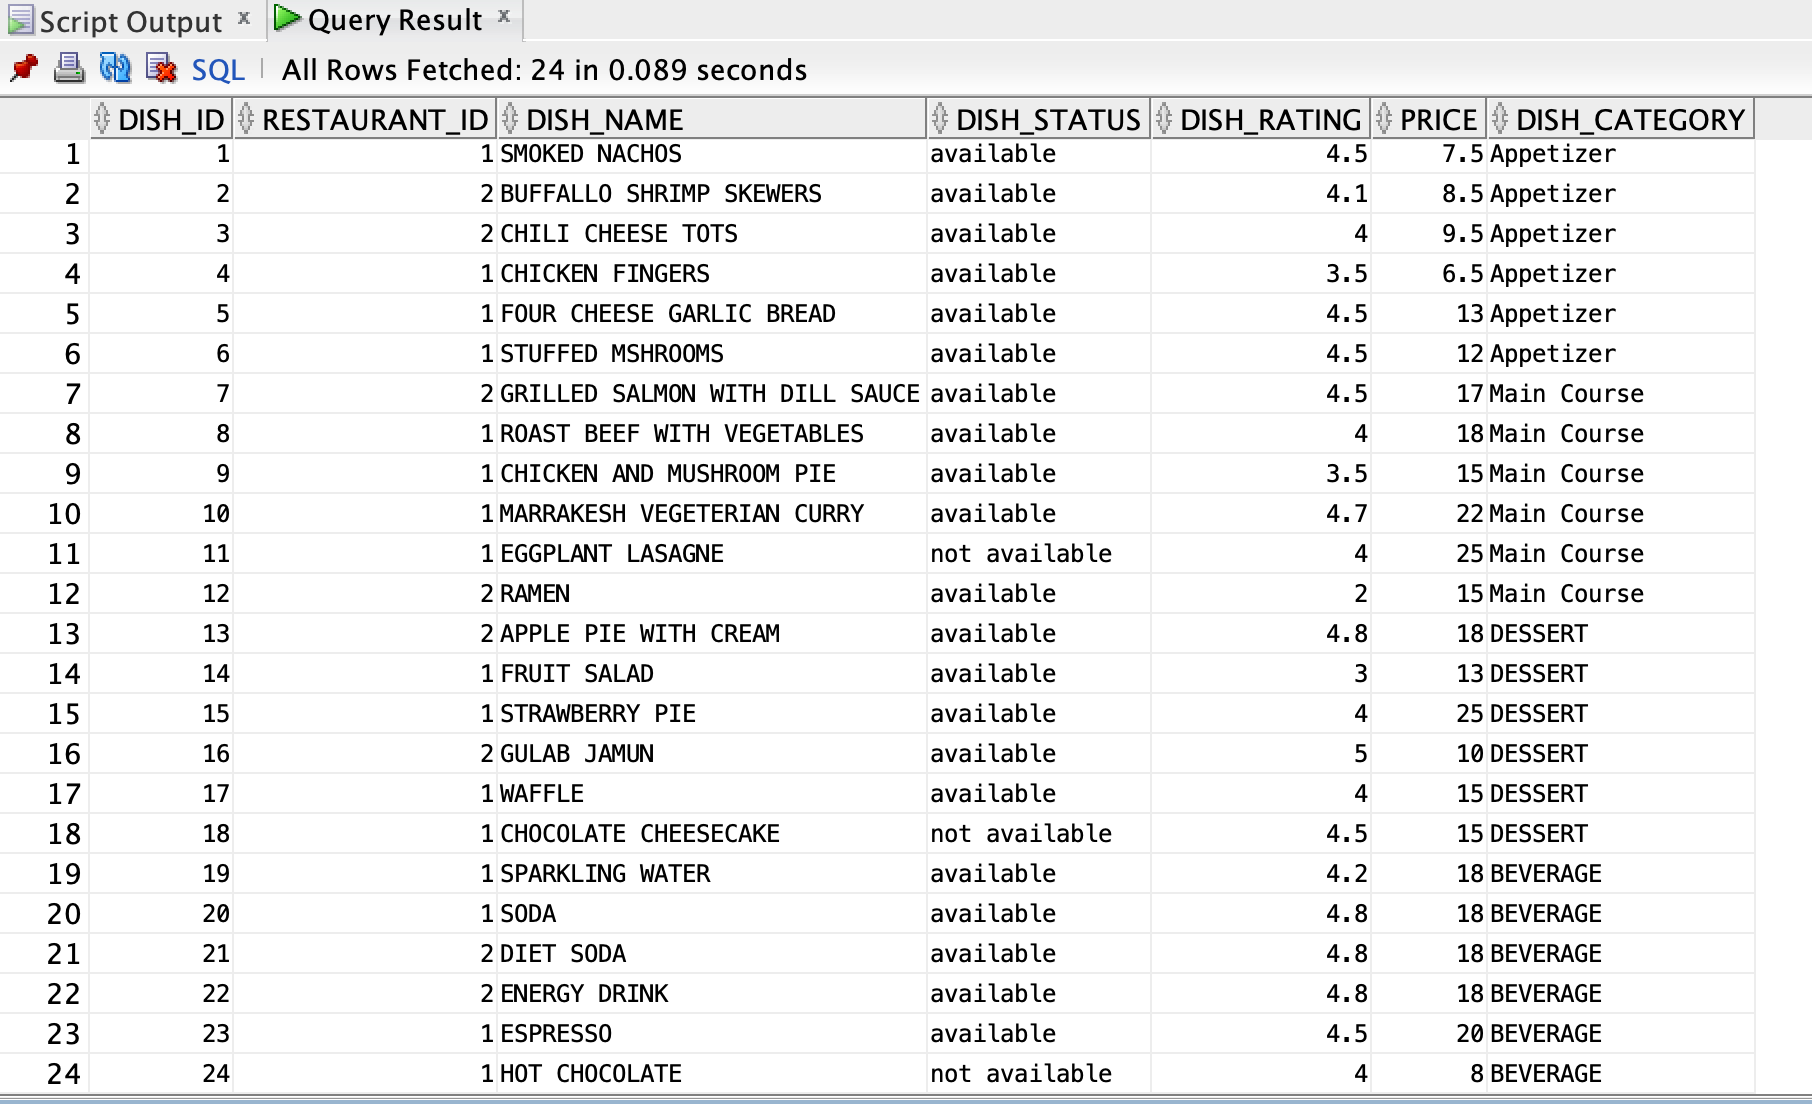 Script Output x Query Result x
SQL All Rows Fetched: 24 in 0.089 seconds
DISH_ID RESTAURANT_ID DISH_NAME DISH_STATUS DISH_RATING PRICE DISH_CATEGORY
1 1 1 SMOKED NACHOS available 4.5 7.5 Appetizer
2 2 2 BUFFALLO SHRIMP SKEWERS available 4.1 8.5 Appetizer
3 3 2 CHILI CHEESE TOTS available 4 9.5 Appetizer
4 4 1 CHICKEN FINGERS available 3.5 6.5 Appetizer
5 5 1 FOUR CHEESE GARLIC BREAD available 4.5 13 Appetizer
6 6 1 STUFFED MSHROOMS available 4.5 12 Appetizer
7 7 2 GRILLED SALMON WITH DILL SAUCE available 4.5 17 Main Course
8 8 1 ROAST BEEF WITH VEGETABLES available 4 18 Main Course
9 9 1 CHICKEN AND MUSHROOM PIE available 3.5 15 Main Course
10 10 1 MARRAKESH VEGETERIAN CURRY available 4.7 22 Main Course
11 11 1 EGGPLANT LASAGNE not available 4 25 Main Course
12 12 2 RAMEN available 2 15 Main Course
13 13 2 APPLE PIE WITH CREAM available 4.8 18 DESSERT
14 14 1 FRUIT SALAD available 3 13 DESSERT
15 15 1 STRAWBERRY PIE available 4 25 DESSERT
16 16 2 GULAB JAMUN available 5 10 DESSERT
17 17 1 WAFFLE available 4 15 DESSERT
18 18 1 CHOCOLATE CHEESECAKE not available 4.5 15 DESSERT
19 19 1 SPARKLING WATER available 4.2 18 BEVERAGE
20 20 1 SODA available 4.8 18 BEVERAGE
21 21 2 DIET SODA available 4.8 18 BEVERAGE
22 22 2 ENERGY DRINK available 4.8 18 BEVERAGE
23 23 1 ESPRESSO available 4.5 20 BEVERAGE
24 24 1 HOT CHOCOLATE not available 4 8 BEVERAGE